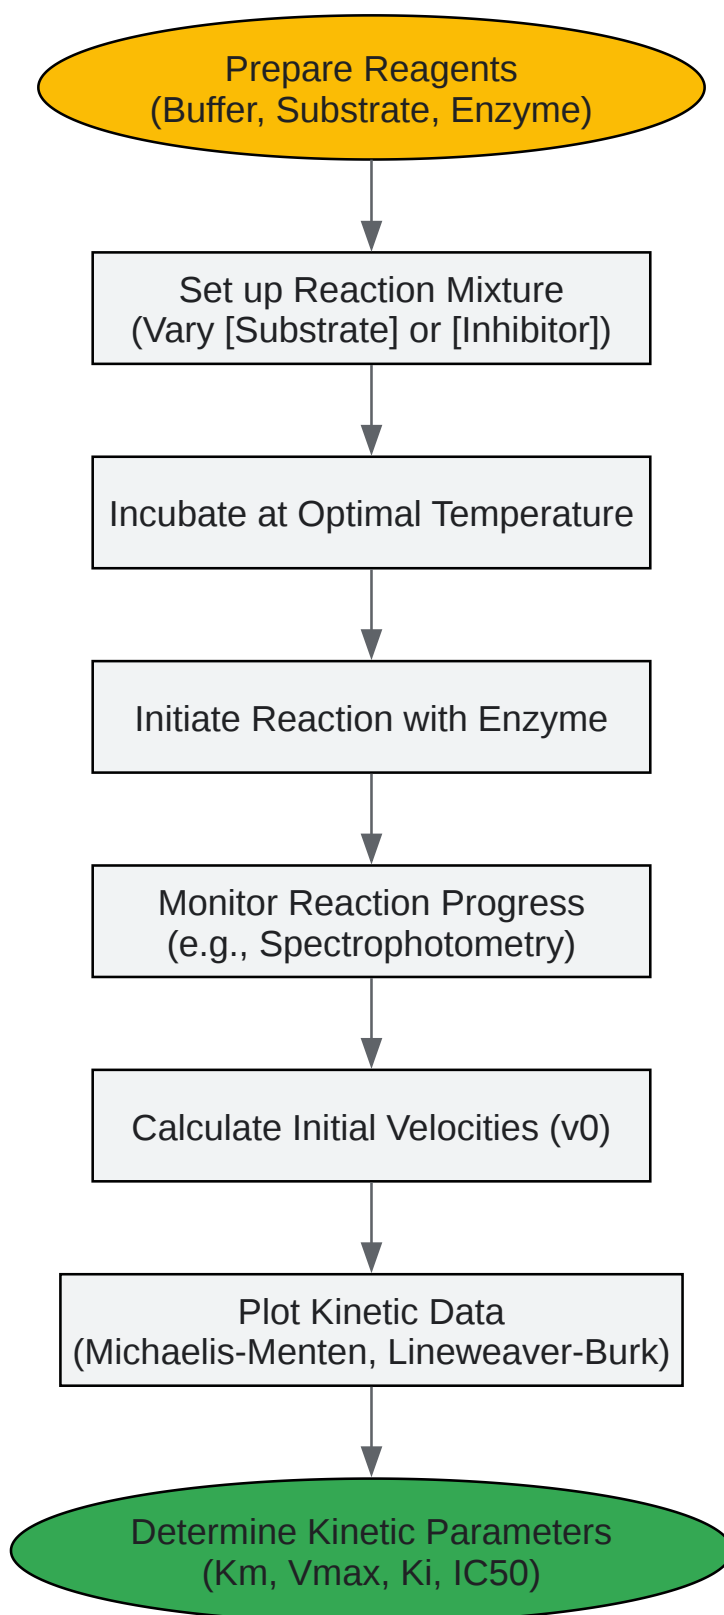 Prepare Reagents
(Buffer, Substrate, Enzyme)
Set up Reaction Mixture
(Vary [Substrate] or [Inhibitor])
Incubate at Optimal Temperature
Initiate Reaction with Enzyme
Monitor Reaction Progress
(e.g., Spectrophotometry)
Calculate Initial Velocities (v0)
Plot Kinetic Data
(Michaelis-Menten, Lineweaver-Burk)
Determine Kinetic Parameters
(Km, Vmax, Ki, IC50)